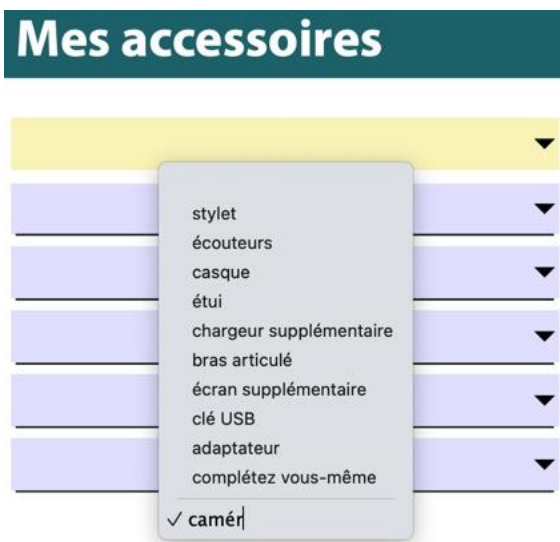 Mes accessoires
stylet
écouteurs
casque
étui
chargeur supplémentaire
bras articulé
écran supplémentaire
clé USB
adaptateur
complétez vous-même
✓ camér